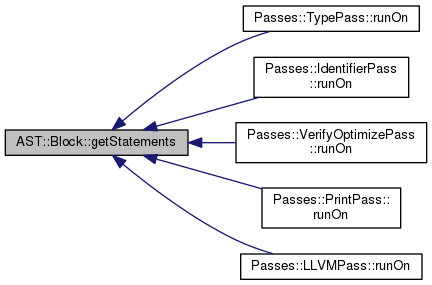 Passes::TypePass::runOn
Passes::IdentifierPass
::runOn
AST::Block::getStatements
Passes::VerifyOptimizePass
::runOn
Passes::PrintPass::
runOn
Passes::LLVMPass::runOn